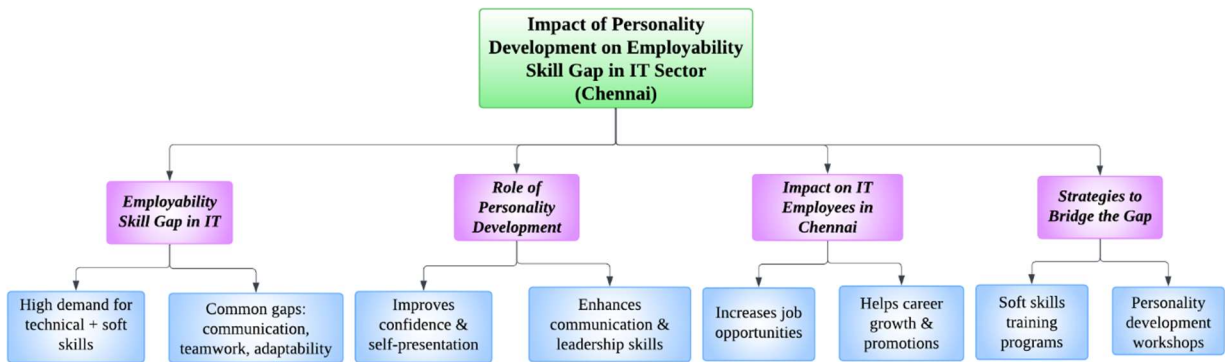 Impact of Personality
Development on Employability
Skill Gap in IT Sector
(Chennai)
Employability
Skill Gap in IT
Role of
Personality
Development
Impact on IT
Employees in
Chennai
Strategies to
Bridge the Gap
High demand for
technical + soft
skills
Common gaps:
communication,
teamwork, adaptability
Improves
confidence &
self-presentation
Enhances
communication &
leadership skills
Increases job
opportunities
Helps career
growth &
promotions
Soft skills
training
programs
Personality
development
workshops